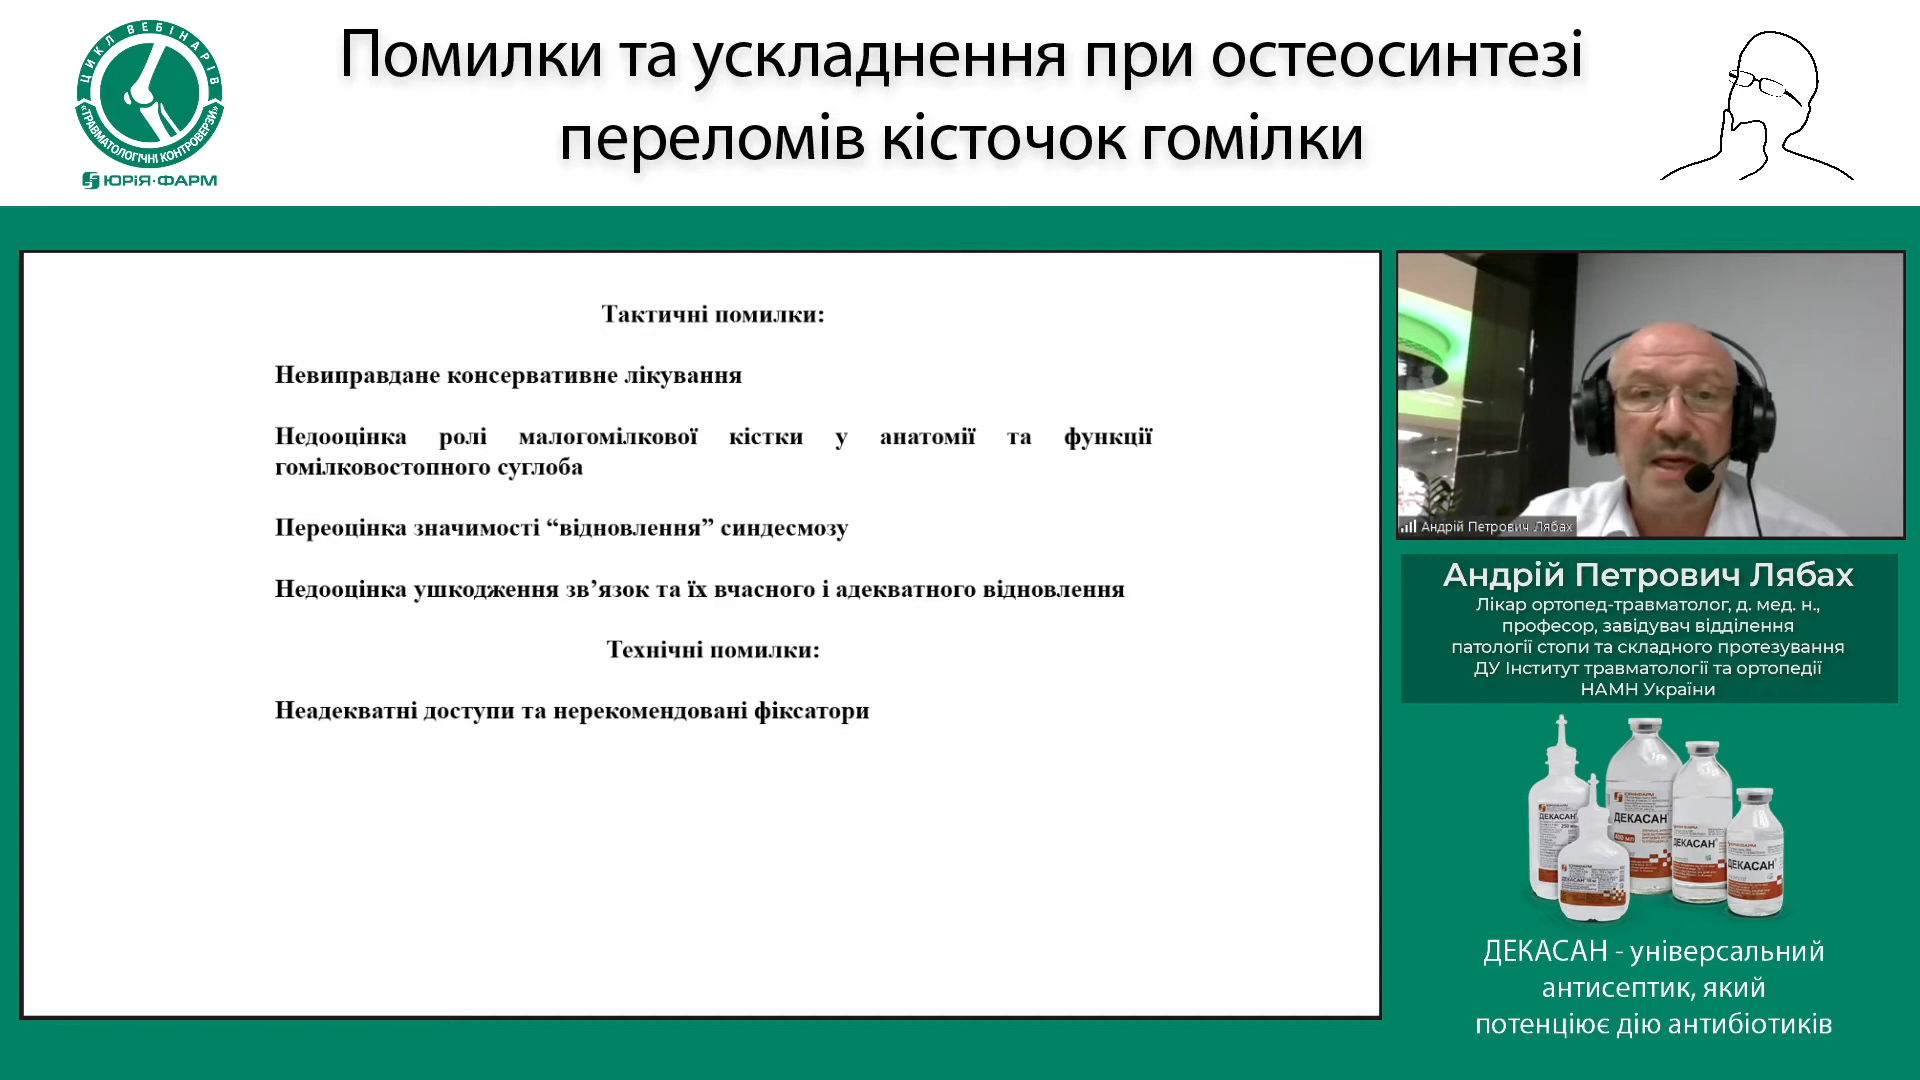 ЦИКЛ ВЕБІНАРІВ
«ТРАВМАТОЛОГІЧНІ КОНТРОВЕРЗИ»
ЮРіЯ·ФАРМ
Помилки та ускладнення при остеосинтезі
переломів кісточок гомілки
Тактичні помилки:
Невиправдане консервативне лікування
Недооцінка ролі малогомілкової кістки у анатомії та функції
гомілковостопного суглоба
Переоцінка значимості “відновлення” синдесмозу
Недооцінка ушкодження зв’язок та їх вчасного і адекватного відновлення
Технічні помилки:
Неадекватні доступи та нерекомендовані фіксатори
Андрій Петрович Лябах
Андрій Петрович Лябах
Лікар ортопед-травматолог, д. мед. н.,
професор, завідувач відділення
патології стопи та складного протезування
ДУ Інститут травматології та ортопедії
НАМН України
ДЕКАСАН
ДЕКАСАН
ДЕКАСАН
ДЕКАСАН
ДЕКАСАН
ДЕКАСАН - універсальний
антисептик, який
потенціює дію антибіотиків